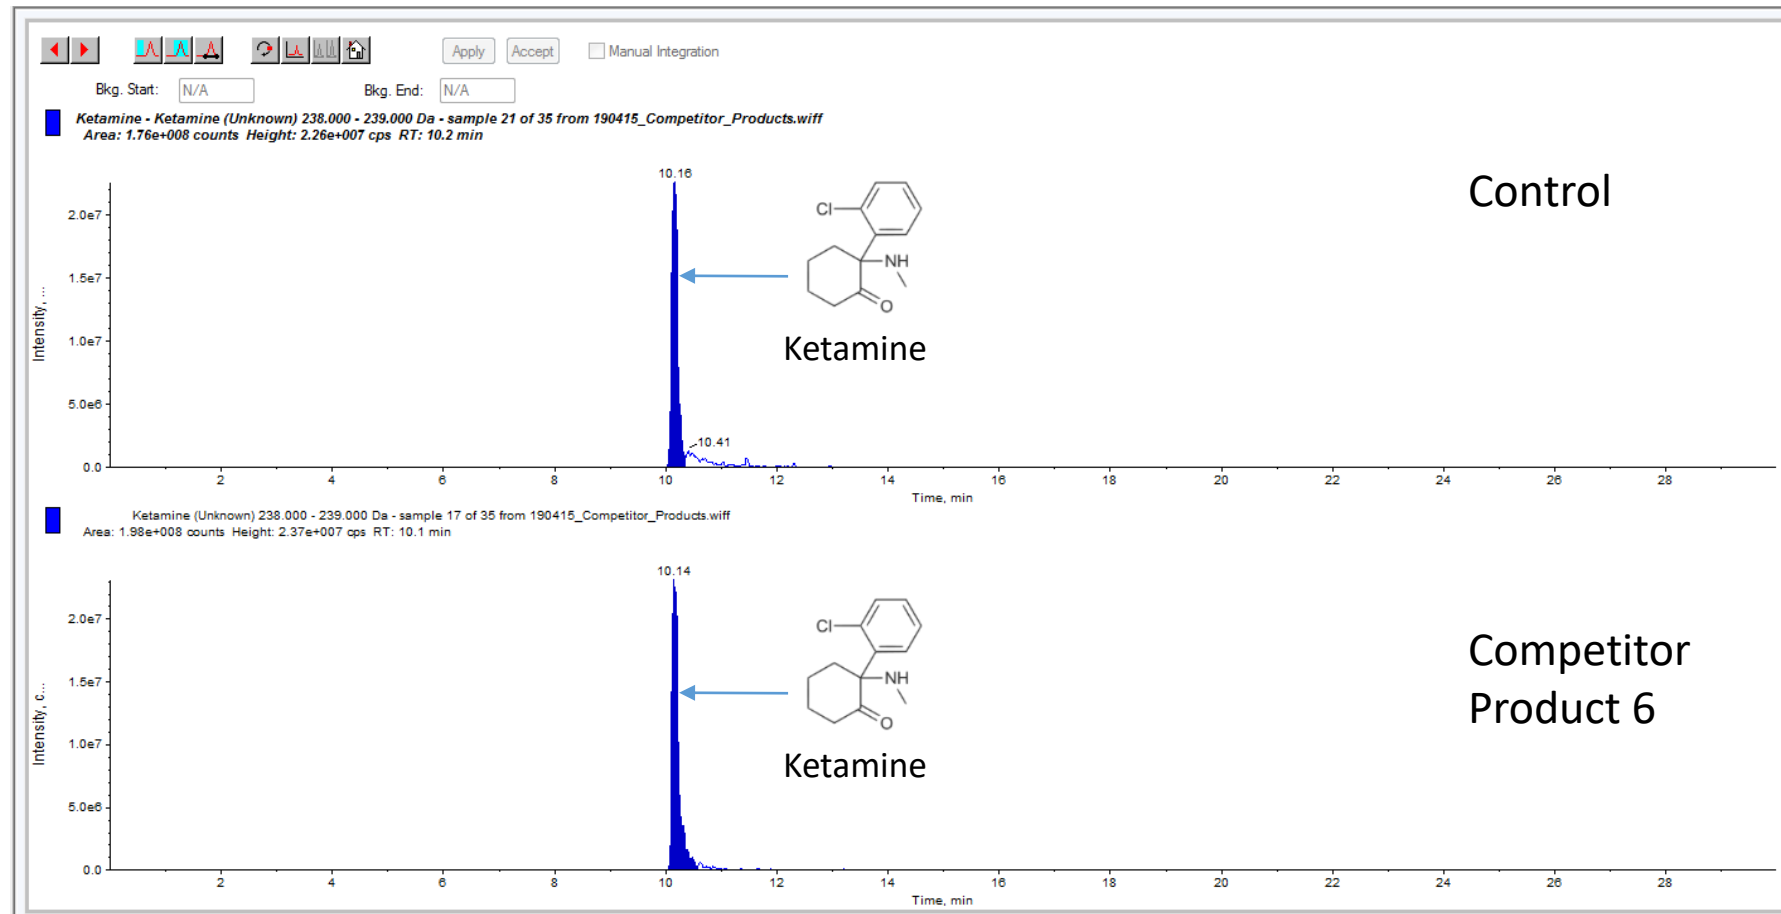 Apply Accept Manual Integration
Bkg. Start: N/A Bkg. End: N/A
Ketamine - Ketamine (Unknown) 238.000 - 239.000 Da - sample 21 of 35 from 190415_Competitor_Products.wiff
Area: 1.76e+008 counts Height: 2.26e+007 cps RT: 10.2 min
Control
10.16
Cl
NH
O
Ketamine
10.41
Intensity, ...
2.0e7
1.5e7
1.0e7
5.0e6
0.0
2 4 6 8 10 12 14 16 18 20 22 24 26 28
Time, min
Ketamine (Unknown) 238.000 - 239.000 Da - sample 17 of 35 from 190415_Competitor_Products.wiff
Area: 1.98e+008 counts Height: 2.37e+007 cps RT: 10.1 min
10.14
Cl
NH
O
Ketamine
Competitor
Product 6
Intensity, c...
2.0e7
1.5e7
1.0e7
5.0e6
0.0
2 4 6 8 10 12 14 16 18 20 22 24 26 28
Time, min